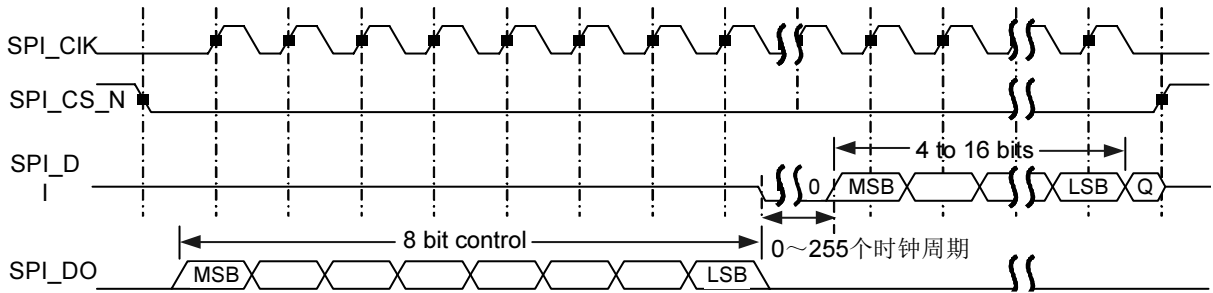 SPI_ClK
SPI_CS_N
4 to 16 bits
SPI_D
I
0
MSB
LSB
Q
0～255个时钟周期
8 bit control
SPI_DO
MSB
LSB